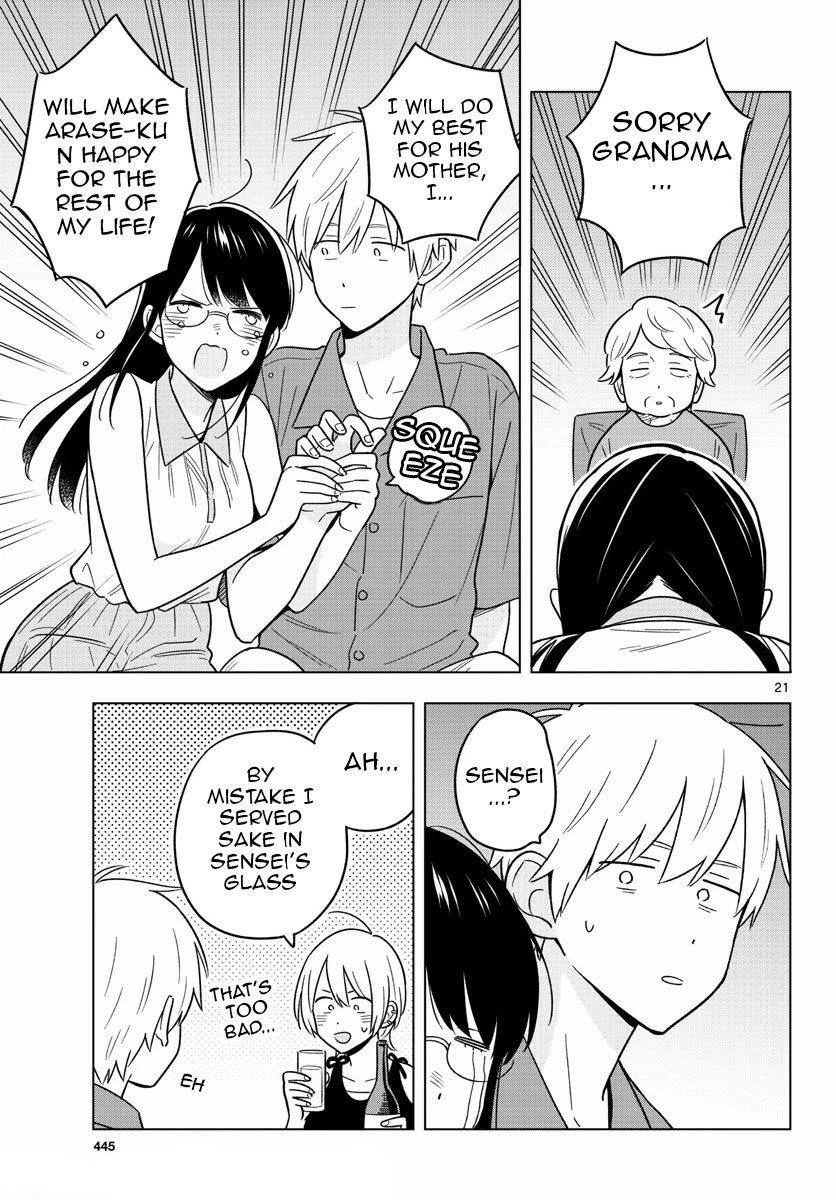 SORRY
GRANDMA
...
I WILL DO
MY BEST
FOR HIS
MOTHER,
I...
WILL MAKE
ARASE-KU
N HAPPY
FOR THE
REST OF
MY LIFE!
SQUE
EZE
21
SENSEI
...?
AH...
BY
MISTAKE I
SERVED
SAKE IN
SENSEI'S
GLASS
THAT'S
TOO
BAD...
EH
445